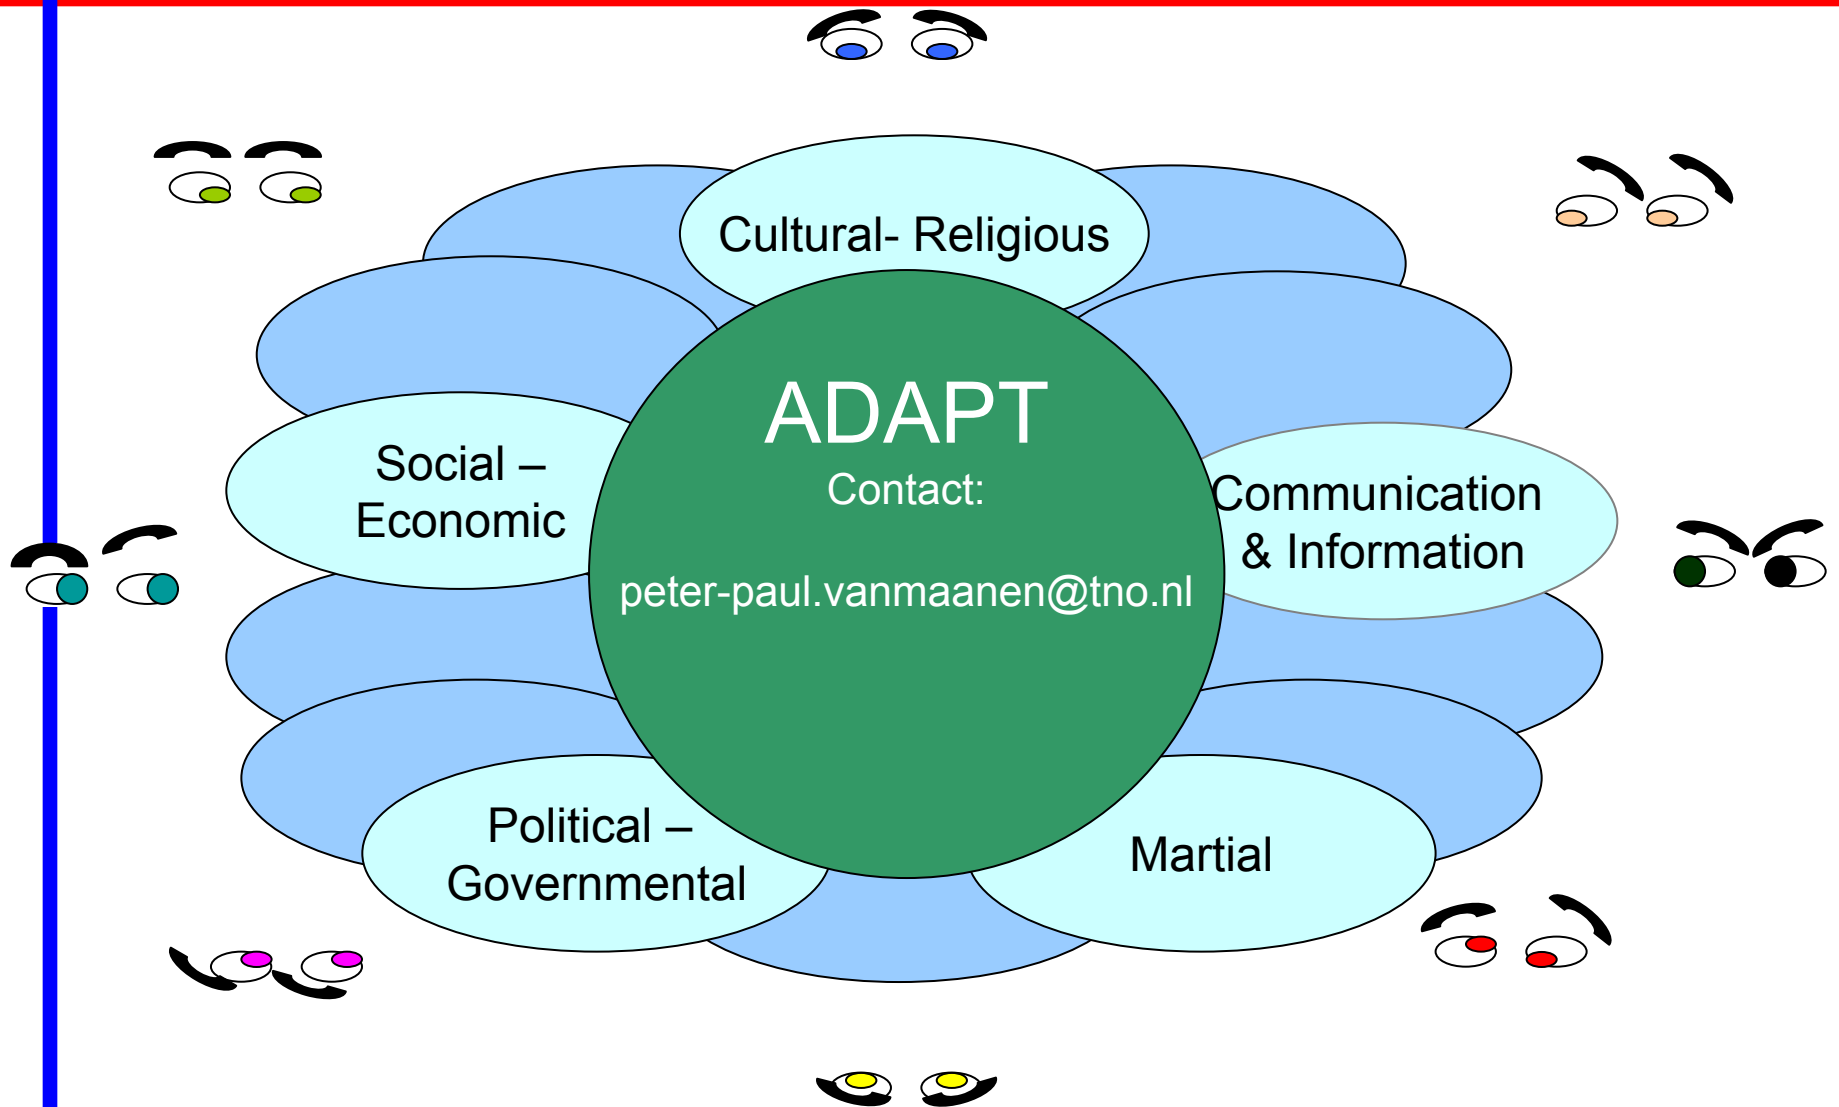 Cultural- Religious
ADAPT
Contact:
peter-paul.vanmaanen@tno.nl
Social –
Economic
Communication
& Information
Political –
Governmental
Martial